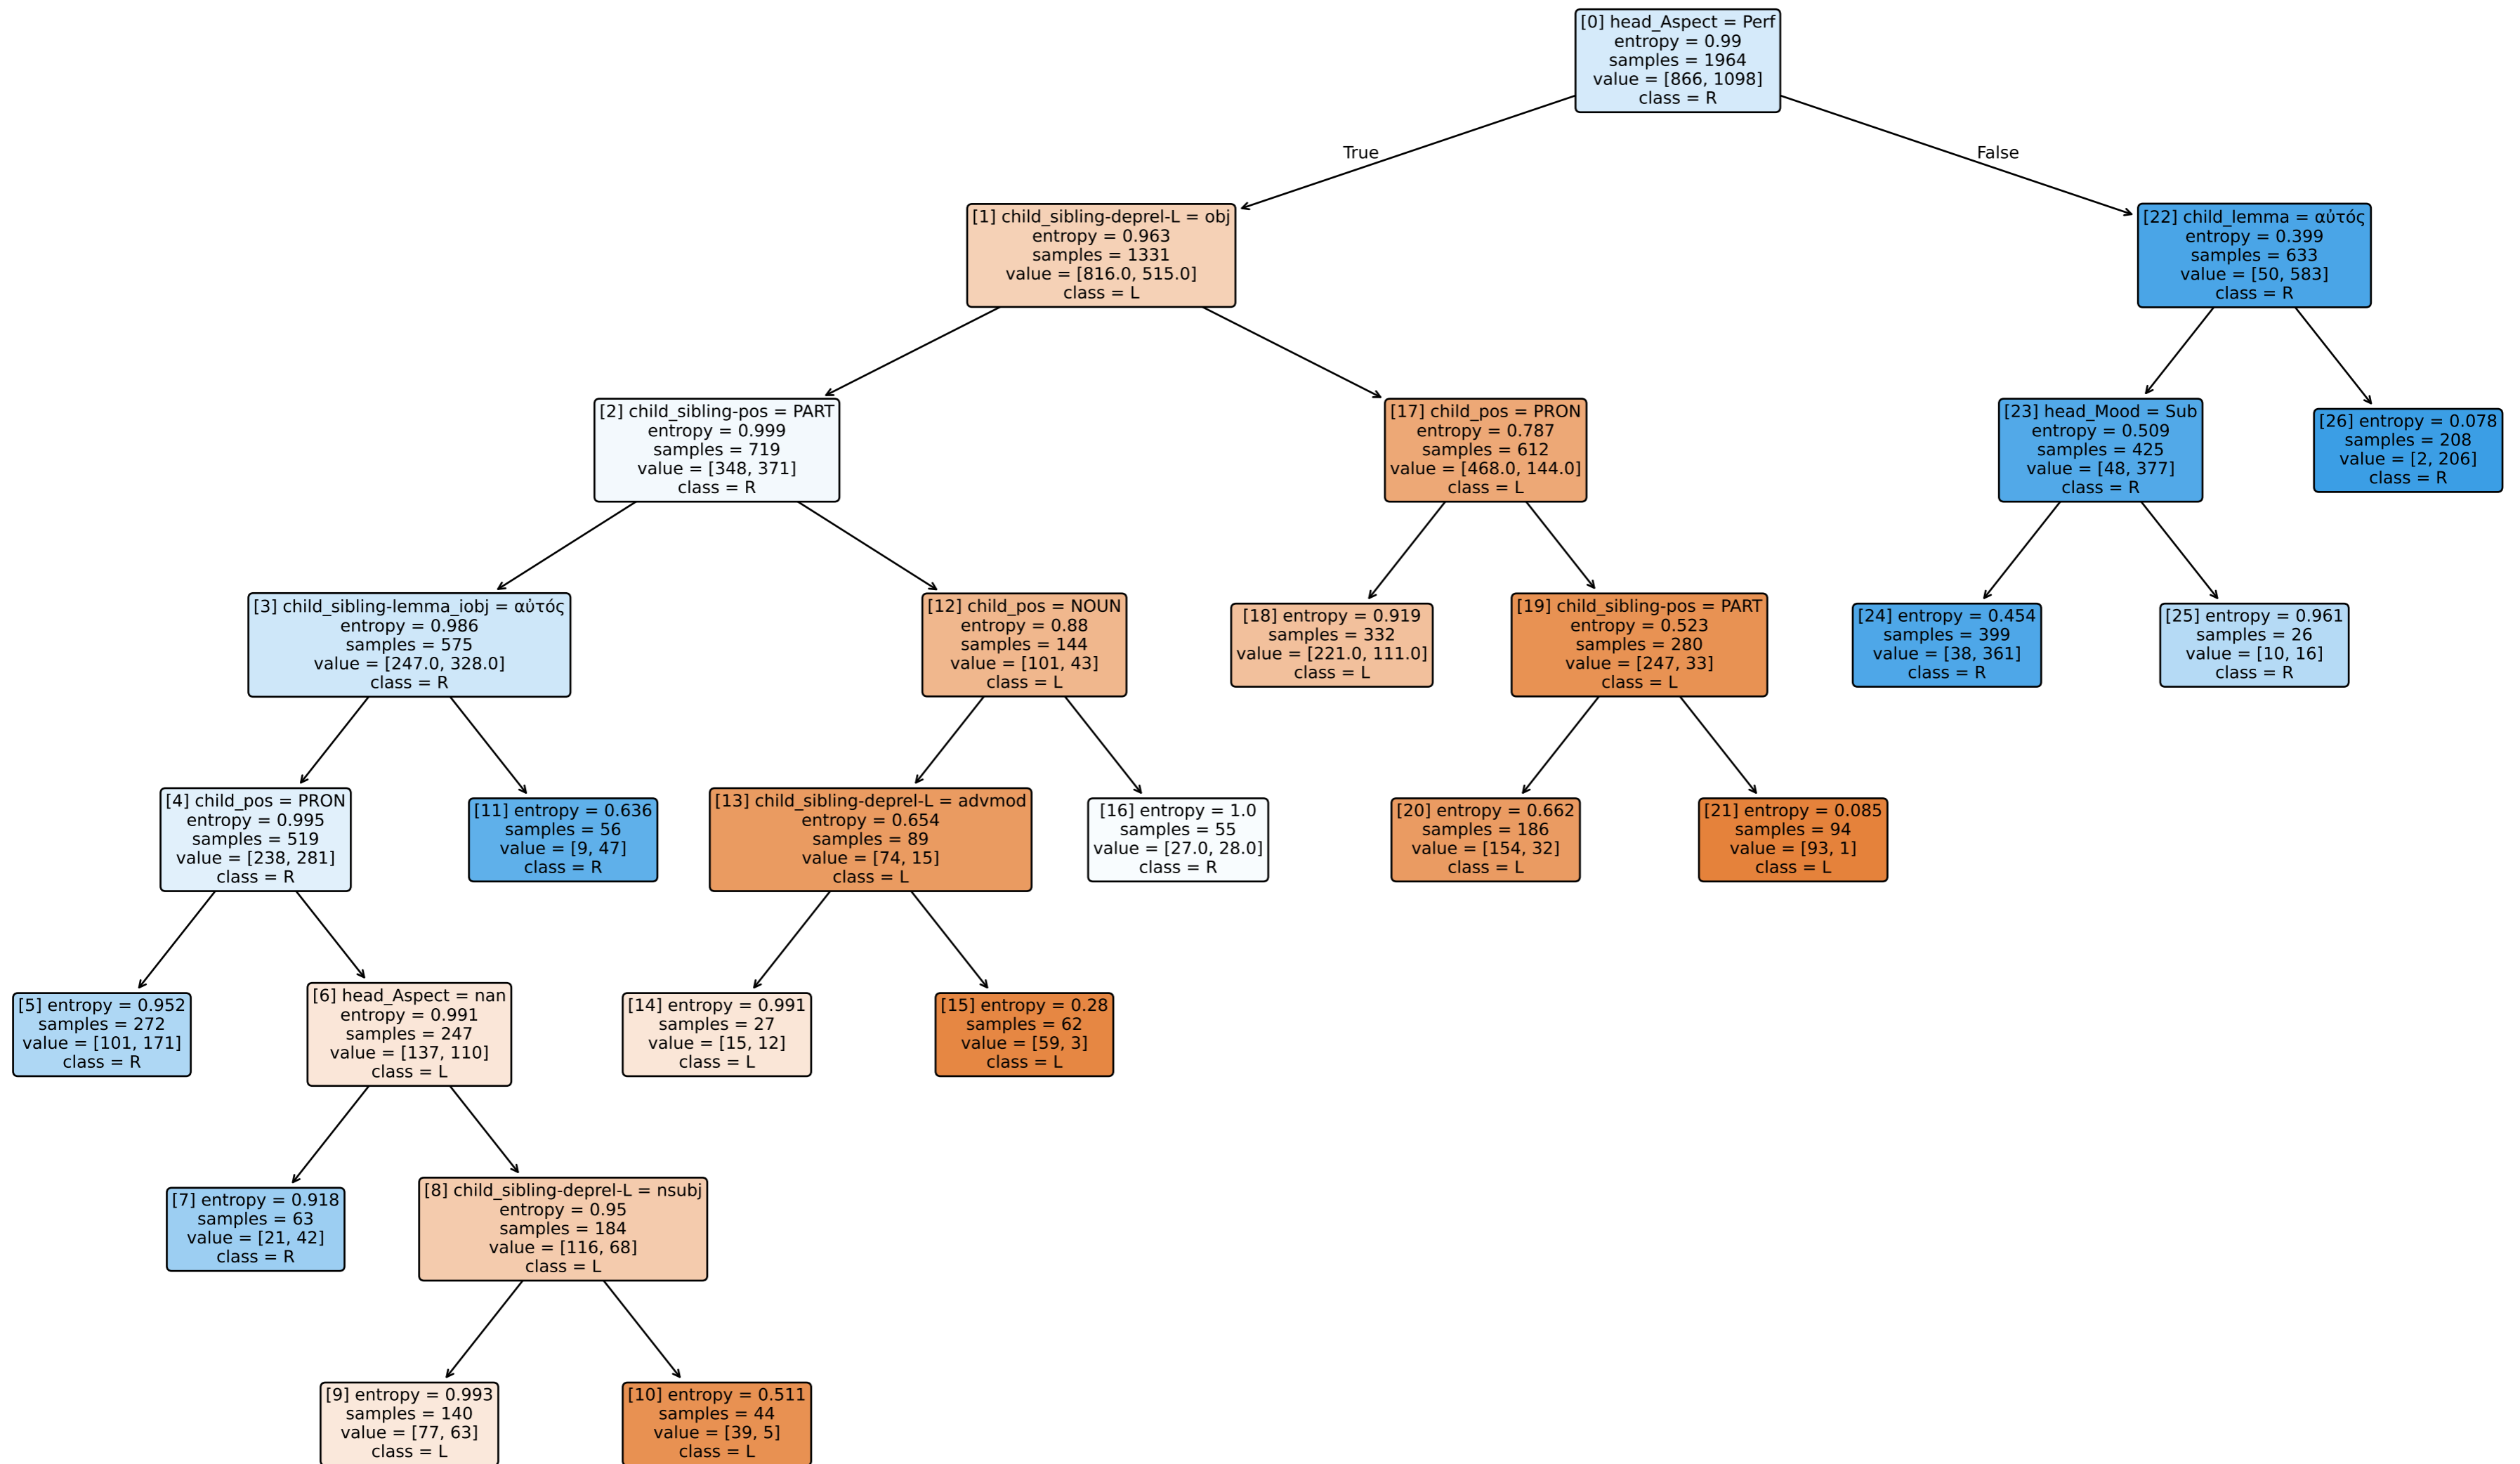 [0] head_Aspect = Perf
entropy = 0.99
samples = 1964
value = [866, 1098]
class = R
True
False
[1] child_sibling-deprel-L = obj
entropy = 0.963
samples = 1331
value = [816.0, 515.0]
class = L
[22] child_lemma = αὐτός
entropy = 0.399
samples = 633
value = [50, 583]
class = R
[2] child_sibling-pos = PART
entropy = 0.999
samples = 719
value = [348, 371]
class = R
[17] child_pos = PRON
entropy = 0.787
samples = 612
value = [468.0, 144.0]
class = L
[23] head_Mood = Sub
entropy = 0.509
samples = 425
value = [48, 377]
class = R
[26] entropy = 0.078
samples = 208
value = [2, 206]
class = R
[3] child_sibling-lemma_iobj = αὐτός
entropy = 0.986
samples = 575
value = [247.0, 328.0]
class = R
[12] child_pos = NOUN
entropy = 0.88
samples = 144
value = [101, 43]
class = L
[18] entropy = 0.919
samples = 332
value = [221.0, 111.0]
class = L
[19] child_sibling-pos = PART
entropy = 0.523
samples = 280
value = [247, 33]
class = L
[24] entropy = 0.454
samples = 399
value = [38, 361]
class = R
[25] entropy = 0.961
samples = 26
value = [10, 16]
class = R
[4] child_pos = PRON
entropy = 0.995
samples = 519
value = [238, 281]
class = R
[11] entropy = 0.636
samples = 56
value = [9, 47]
class = R
[13] child_sibling-deprel-L = advmod
entropy = 0.654
samples = 89
value = [74, 15]
class = L
[16] entropy = 1.0
samples = 55
value = [27.0, 28.0]
class = R
[20] entropy = 0.662
samples = 186
value = [154, 32]
class = L
[21] entropy = 0.085
samples = 94
value = [93, 1]
class = L
[5] entropy = 0.952
samples = 272
value = [101, 171]
class = R
[6] head_Aspect = nan
entropy = 0.991
samples = 247
value = [137, 110]
class = L
[14] entropy = 0.991
samples = 27
value = [15, 12]
class = L
[15] entropy = 0.28
samples = 62
value = [59, 3]
class = L
[7] entropy = 0.918
samples = 63
value = [21, 42]
class = R
[8] child_sibling-deprel-L = nsubj
entropy = 0.95
samples = 184
value = [116, 68]
class = L
[9] entropy = 0.993
samples = 140
value = [77, 63]
class = L
[10] entropy = 0.511
samples = 44
value = [39, 5]
class = L